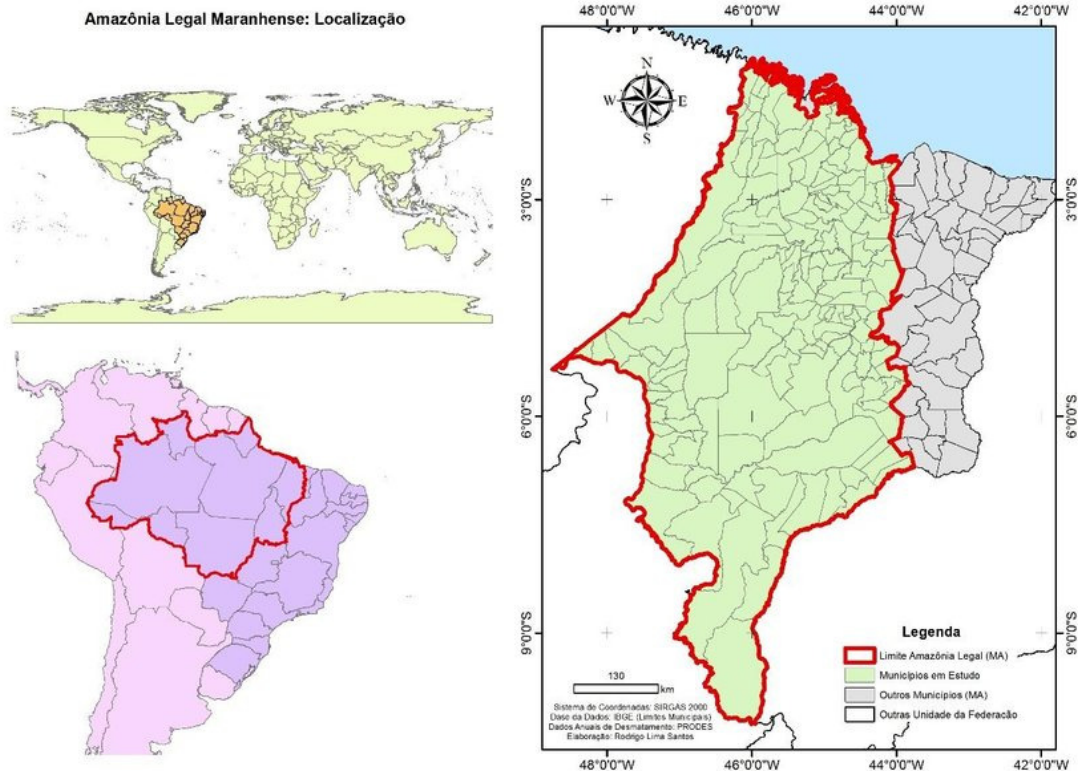 Amazônia Legal Maranhense: Localização
48°0'0"W
46°0'0"W
44°0'0"W
42°0'0"W
N
W
E
S
3°0'0"S
3°0'0"S
6°0'0"S
6°0'0"S
9°0'0"S
9°0'0"S
Legenda
Limite Amazônia Legal (MA)
Municípios em Estudo
Outros Municipios (MA)
Outras Unidade da Federacão
130
km
Sistema de Coordenadas: SIRGAS 2000
Dase da Dados: IBGE (Limites Municipais)
Dados Anuais de Desmatamento: PRODES
Elaboração: Rodrigo Lima Santos
48°0'0"W
46°0'0"W
44°0'0"W
42°0'0"W